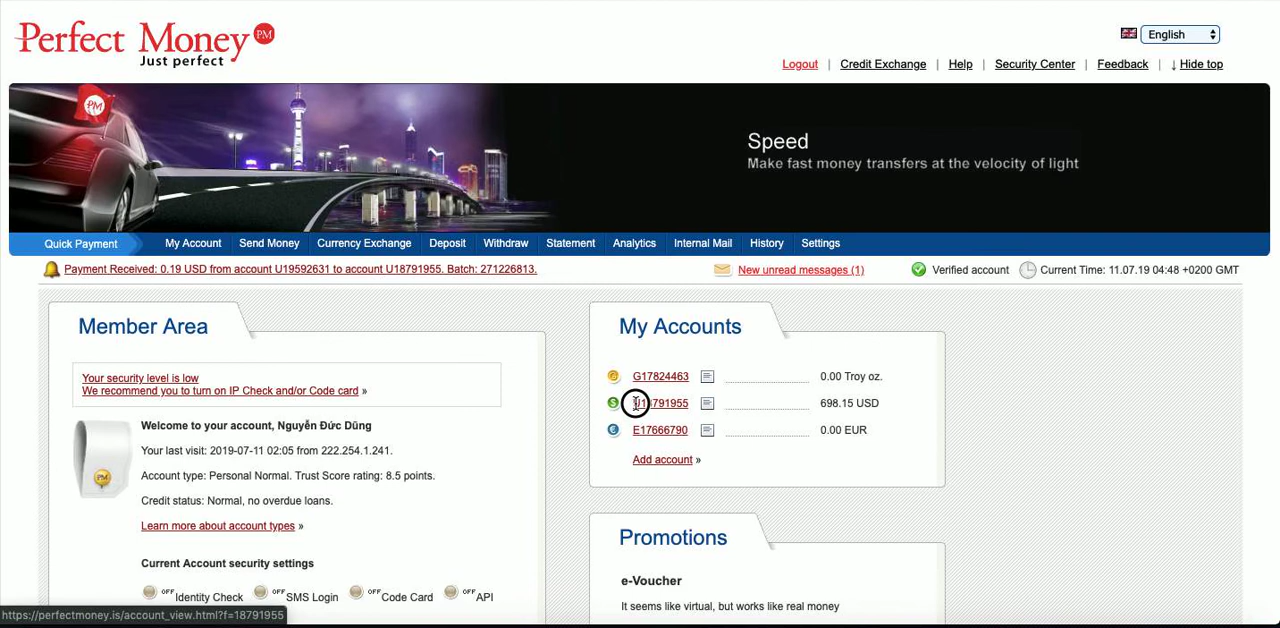 Perfect Money PM
Just perfect
English
Logout | Credit Exchange | Help | Security Center | Feedback | ↓ Hide top
PM
Speed
Make fast money transfers at the velocity of light
Quick Payment My Account Send Money Currency Exchange Deposit Withdraw Statement Analytics Internal Mail History Settings
Payment Received: 0.19 USD from account U19592631 to account U18791955. Batch: 271226813.
New unread messages (1)
Verified account
Current Time: 11.07.19 04:48 +0200 GMT
Member Area
Your security level is low
We recommend you to turn on IP Check and/or Code card »
Welcome to your account, Nguyễn Đức Dũng
Your last visit: 2019-07-11 02:05 from 222.254.1.241.
Account type: Personal Normal. Trust Score rating: 8.5 points.
PM
Credit status: Normal, no overdue loans.
Learn more about account types »
Current Account security settings
OFF Identity Check OFF SMS Login OFF Code Card OFF API
My Accounts
G17824463 0.00 Troy oz.
U18791955 698.15 USD
E17666790 0.00 EUR
Add account »
Promotions
e-Voucher
It seems like virtual, but works like real money
https://perfectmoney.is/account_view.html?f=18791955